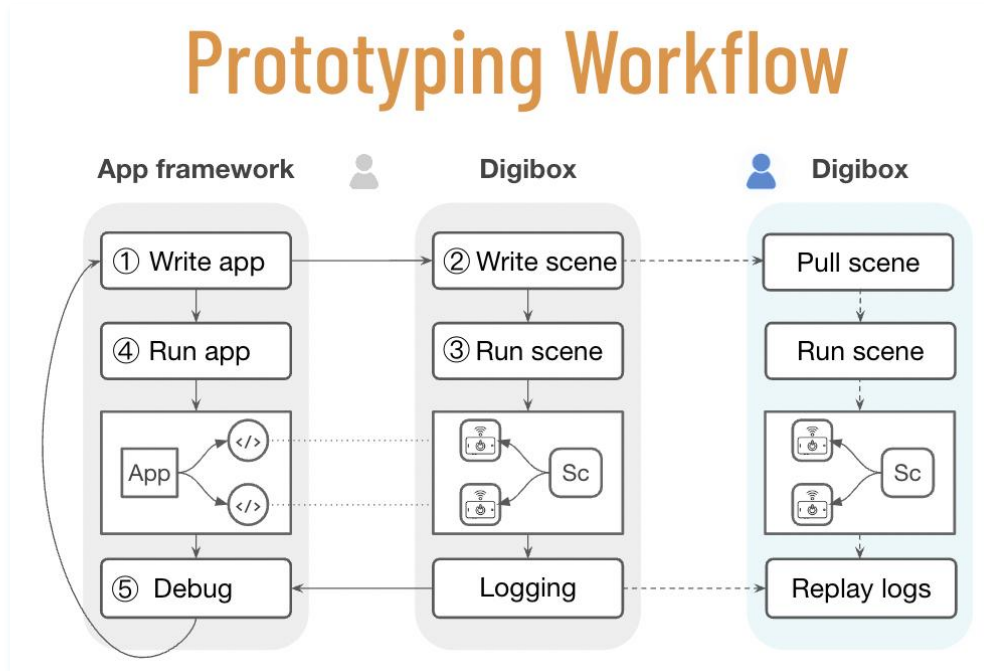 Prototyping Workflow
App framework Digibox Digibox
① Write app ② Write scene Pull scene
④ Run app ③ Run scene Run scene
</>
App Sc Sc
</>
⑤ Debug Logging Replay logs